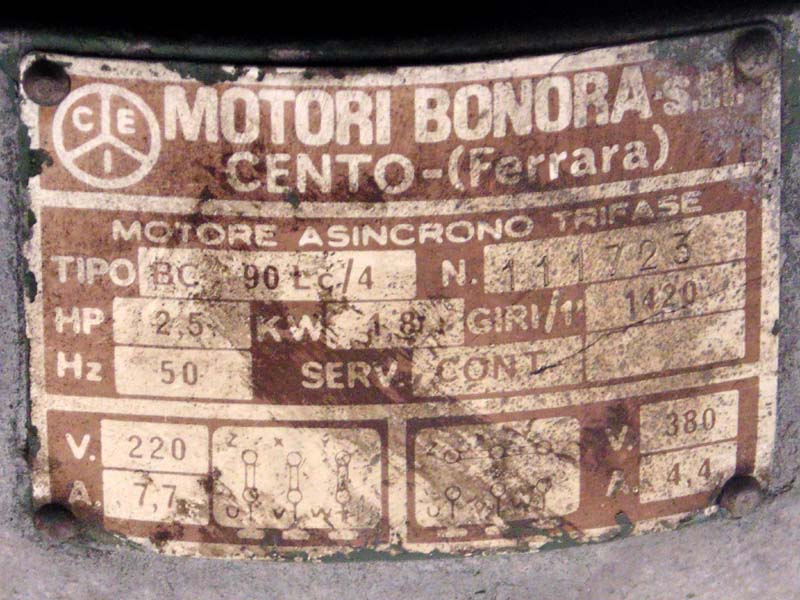 CEI
MOTORI BONORA s.r.l.
CENTO-(Ferrara)
MOTORE ASINCRONO TRIFASE
TIPO BC 90 Lc/4 N. 111723
HP 2,5 KW 1,8 GIRI/1' 1420
Hz 50 SERV. CONT
V. 220 Z X Y V. 380
A. 7,7 U V W A. 4,4